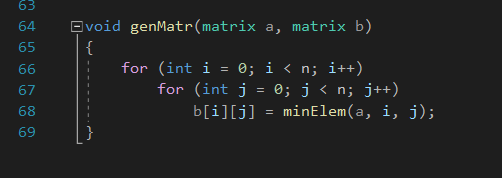 63
64 void genMatr(matrix a, matrix b)
65 {
66 for (int i = 0; i < n; i++)
67 for (int j = 0; j < n; j++)
68 b[i][j] = minElem(a, i, j);
69 }